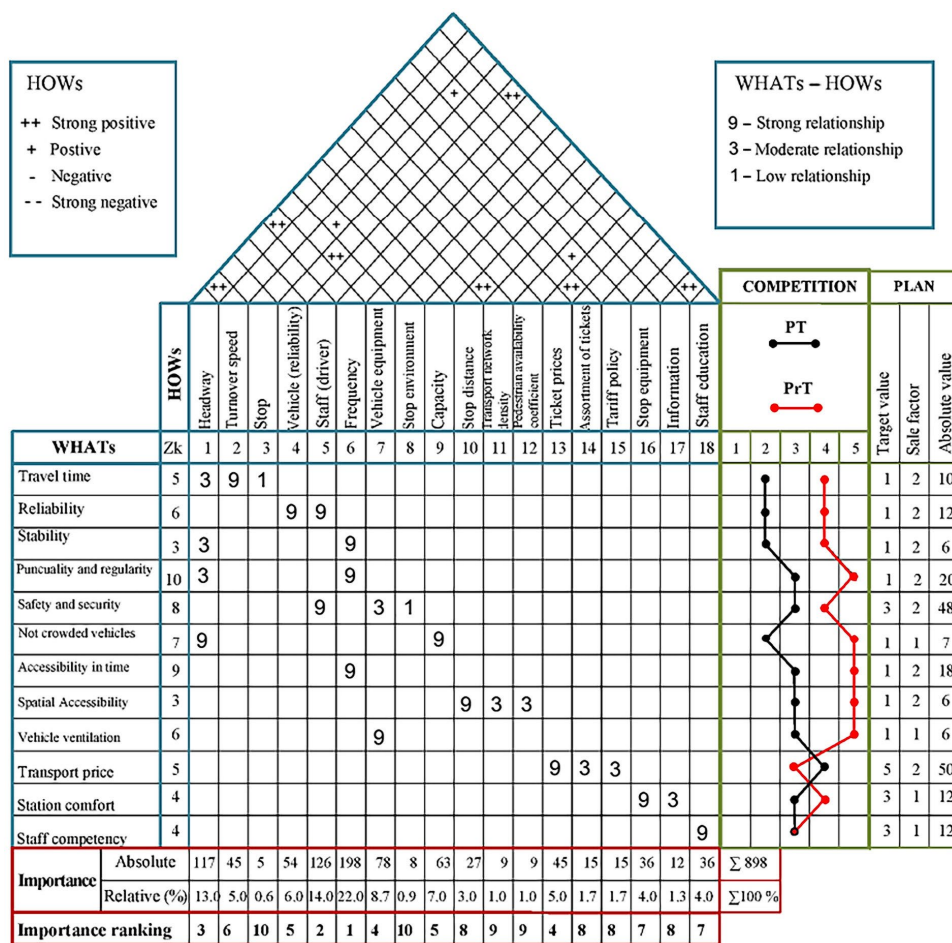 HOWs
++ Strong positive
+ Postive
- Negative
-- Strong negative
WHATs – HOWs
9 – Strong relationship
3 – Moderate relationship
1 – Low relationship
+
++
++ +
++ +
++ ++ ++ ++
COMPETITION PLAN
PT
PrT
HOWs
Headway
Turnover speed
Stop
Vehicle (reliability)
Staff (driver)
Frequency
Vehicle equipment
Stop environment
Capacity
Stop distance
Transport network
density
Pedestrian availability
coefficient
Ticket prices
Assortment of tickets
Tariff policy
Stop equipment
Information
Staff education
Target value
Sale factor
Absolute value
WHATs Zk 1 2 3 4 5 6 7 8 9 10 11 12 13 14 15 16 17 18 1 2 3 4 5
Travel time 5 3 9 1 1 2 10
Reliability 6 9 9 1 2 12
Stability 3 3 9 1 2 6
Puncuality and regularity 10 3 9 1 2 20
Safety and security 8 9 3 1 3 2 48
Not crowded vehicles 7 9 9 1 1 7
Accessibility in time 9 9 1 2 18
Spatial Accessibility 3 9 3 3 1 2 6
Vehicle ventilation 6 9 1 1 6
Transport price 5 9 3 3 5 2 50
Station comfort 4 9 3 3 1 12
Staff competency 4 9 3 1 12
Importance
Absolute 117 45 5 54 126 198 78 8 63 27 9 9 45 15 15 36 12 36 ∑ 898
Relative (%) 13.0 5.0 0.6 6.0 14.0 22.0 8.7 0.9 7.0 3.0 1.0 1.0 5.0 1.7 1.7 4.0 1.3 4.0 ∑100 %
Importance ranking 3 6 10 5 2 1 4 10 5 8 9 9 4 8 8 7 8 7